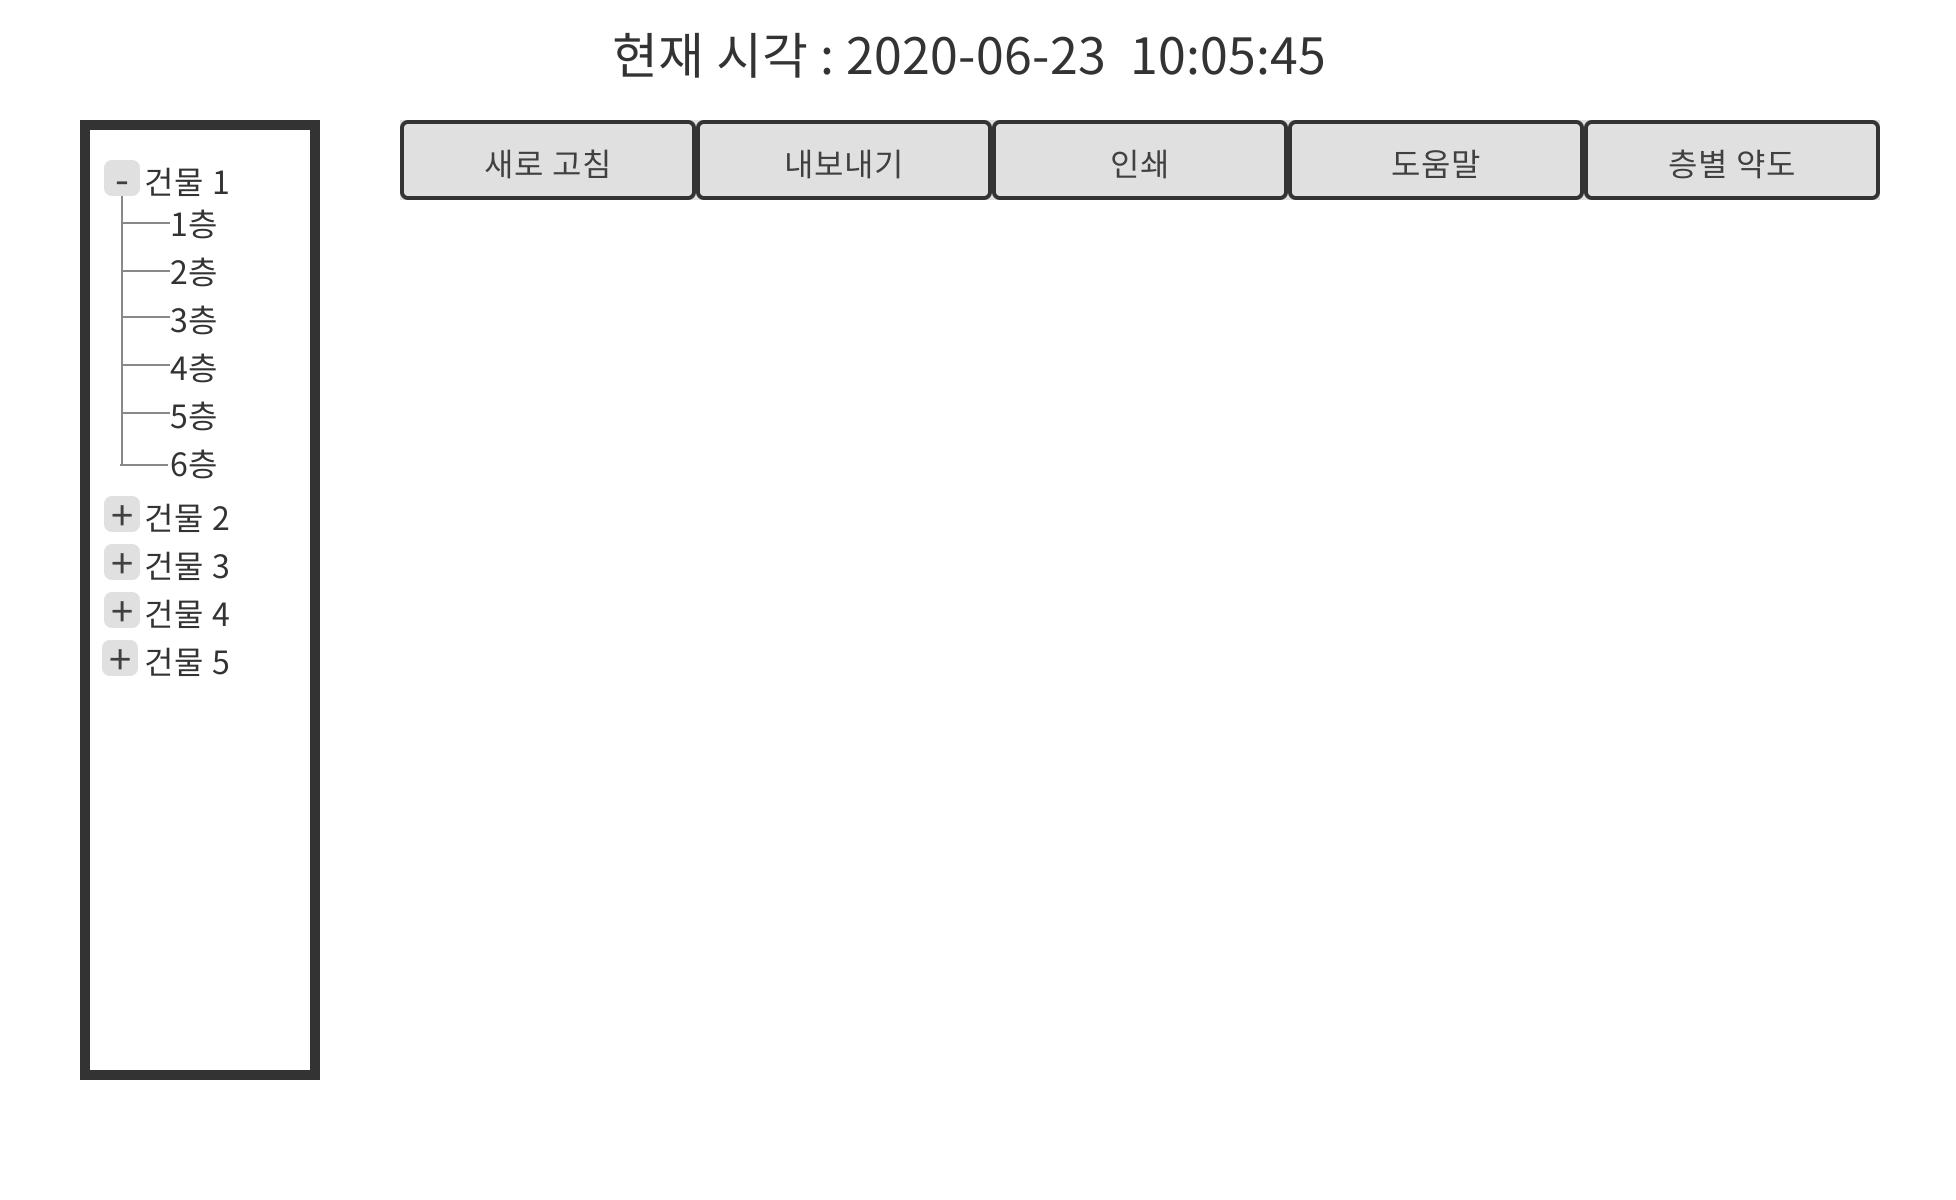 현재 시각 : 2020-06-23 10:05:45
새로 고침 내보내기 인쇄 도움말 층별 약도
- 건물 1
1층
2층
3층
4층
5층
6층
+ 건물 2
+ 건물 3
+ 건물 4
+ 건물 5